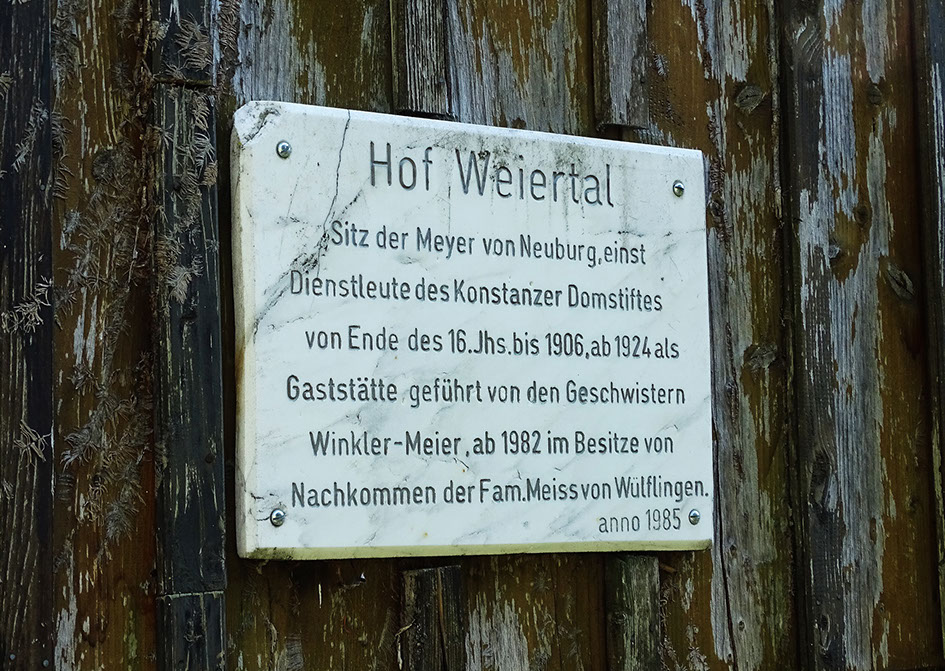 Hof Weiertal
Sitz der Meyer von Neuburg, einst
Dienstleute des Konstanzer Domstiftes
von Ende des 16. Jhs. bis 1906, ab 1924 als
Gaststätte geführt von den Geschwistern
Winkler-Meier, ab 1982 im Besitze von
Nachkommen der Fam. Meiss von Wülflingen.
anno 1985